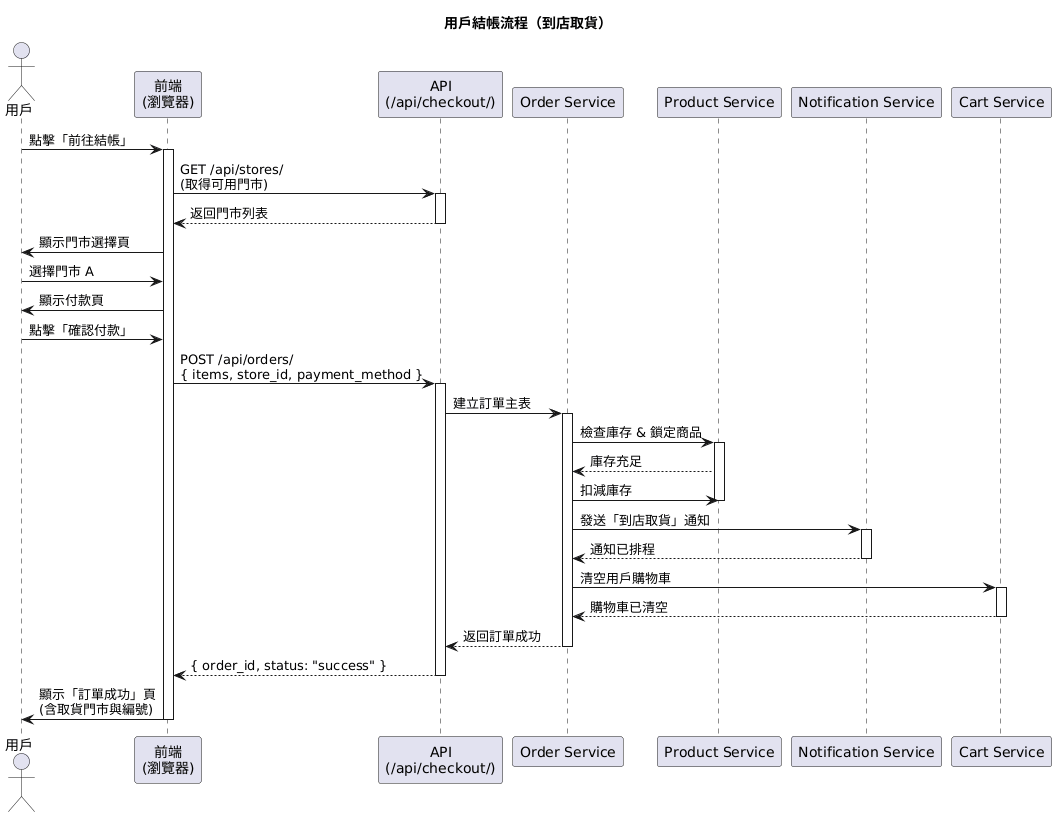 用戶結帳流程（到店取貨）
用戶
前端
(瀏覽器)
API
(/api/checkout/)
Order Service
Product Service
Notification Service
Cart Service
點擊「前往結帳」
GET /api/stores/
(取得可用門市)
返回門市列表
顯示門市選擇頁
選擇門市 A
顯示付款頁
點擊「確認付款」
POST /api/orders/
{ items, store_id, payment_method }
建立訂單主表
檢查庫存 & 鎖定商品
庫存充足
扣減庫存
發送「到店取貨」通知
通知已排程
清空用戶購物車
購物車已清空
返回訂單成功
{ order_id, status: "success" }
顯示「訂單成功」頁
(含取貨門市與編號)
用戶
前端
(瀏覽器)
API
(/api/checkout/)
Order Service
Product Service
Notification Service
Cart Service